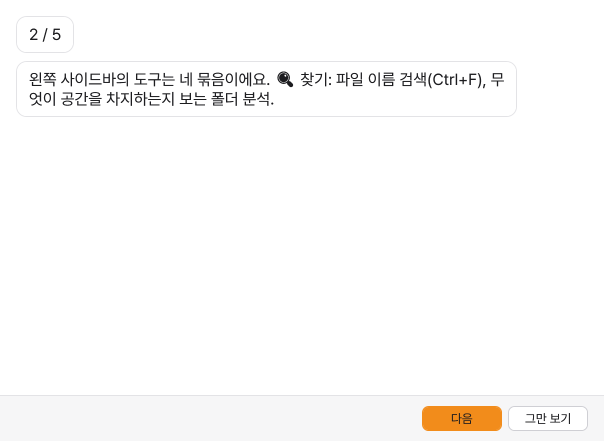 2 / 5
왼쪽 사이드바의 도구는 네 묶음이에요. 🔍 찾기: 파일 이름 검색(Ctrl+F), 무
엇이 공간을 차지하는지 보는 폴더 분석.
다음
그만 보기